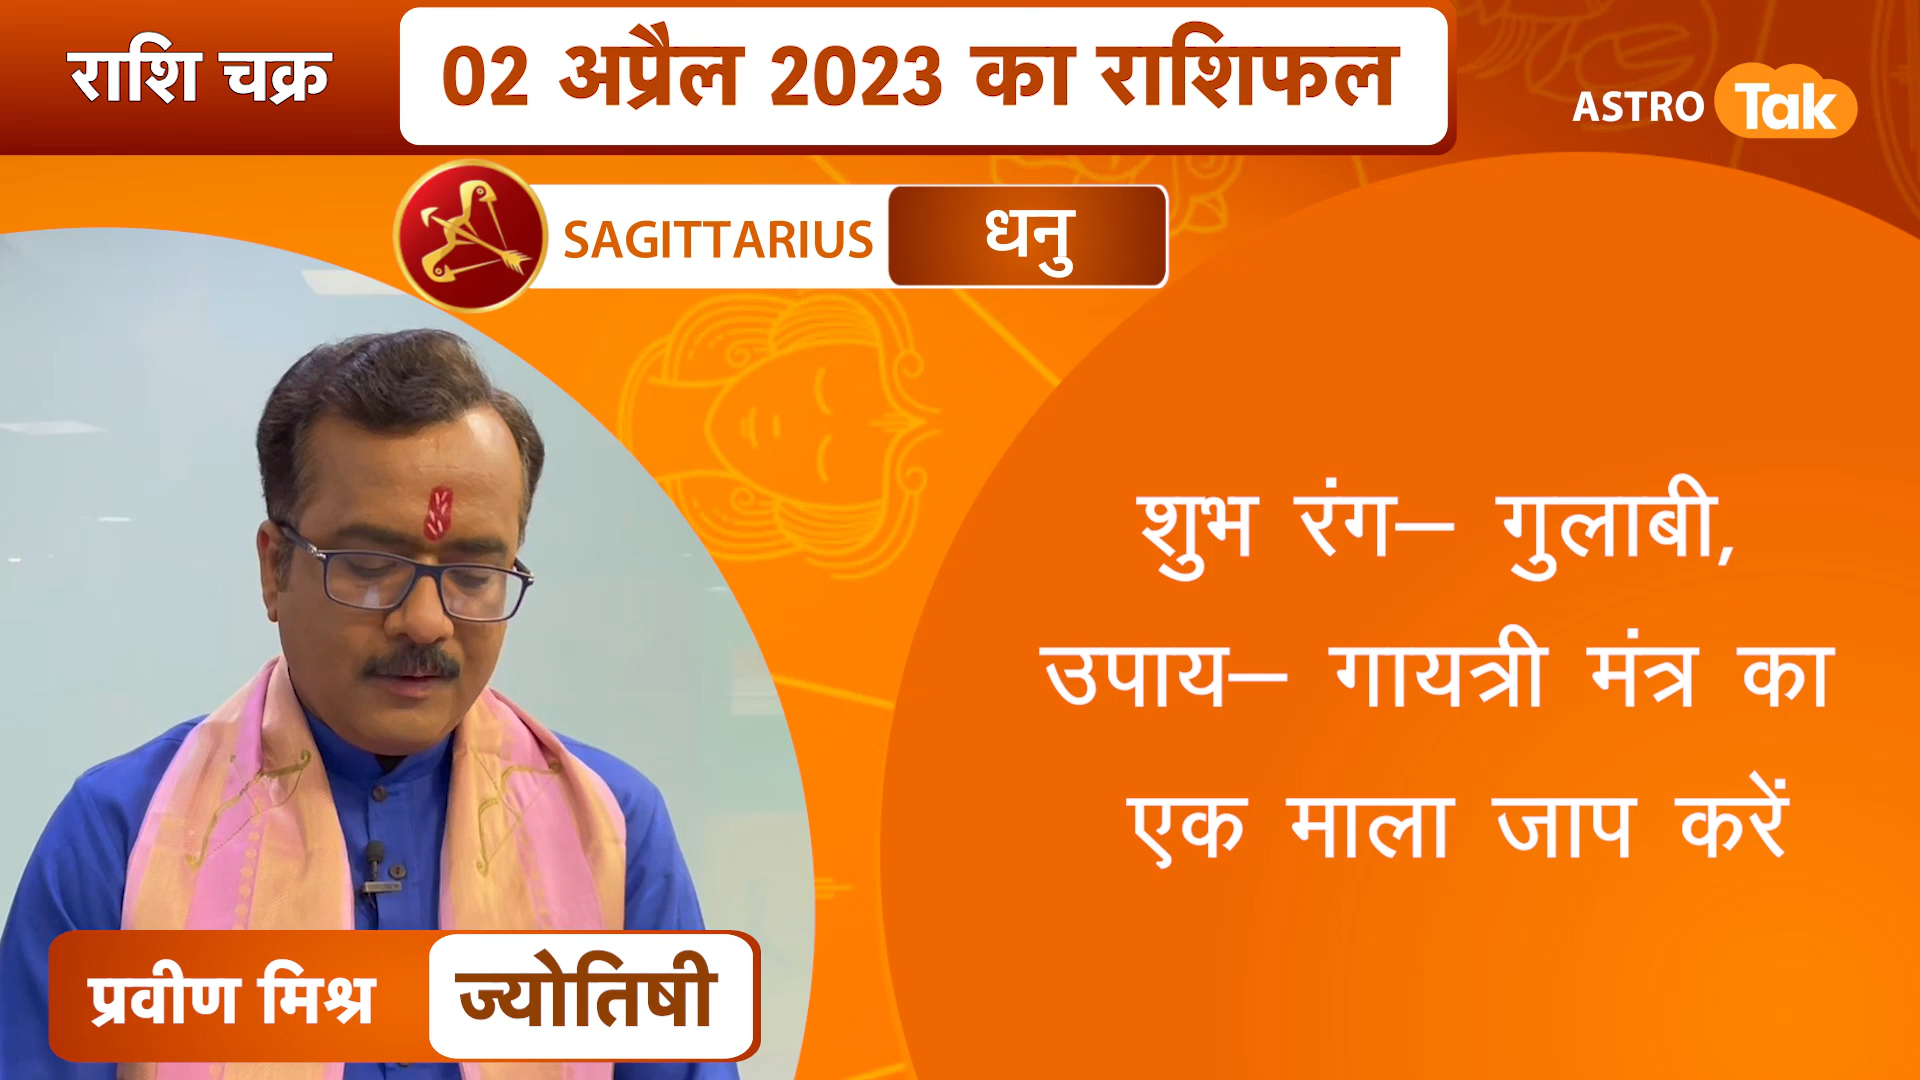 राशि चक्र
02 अप्रैल 2023 का राशिफल
ASTRO Tak
SAGITTARIUS धनु
शुभ रंग– गुलाबी,
उपाय– गायत्री मंत्र का
एक माला जाप करें
प्रवीण मिश्र ज्योतिषी